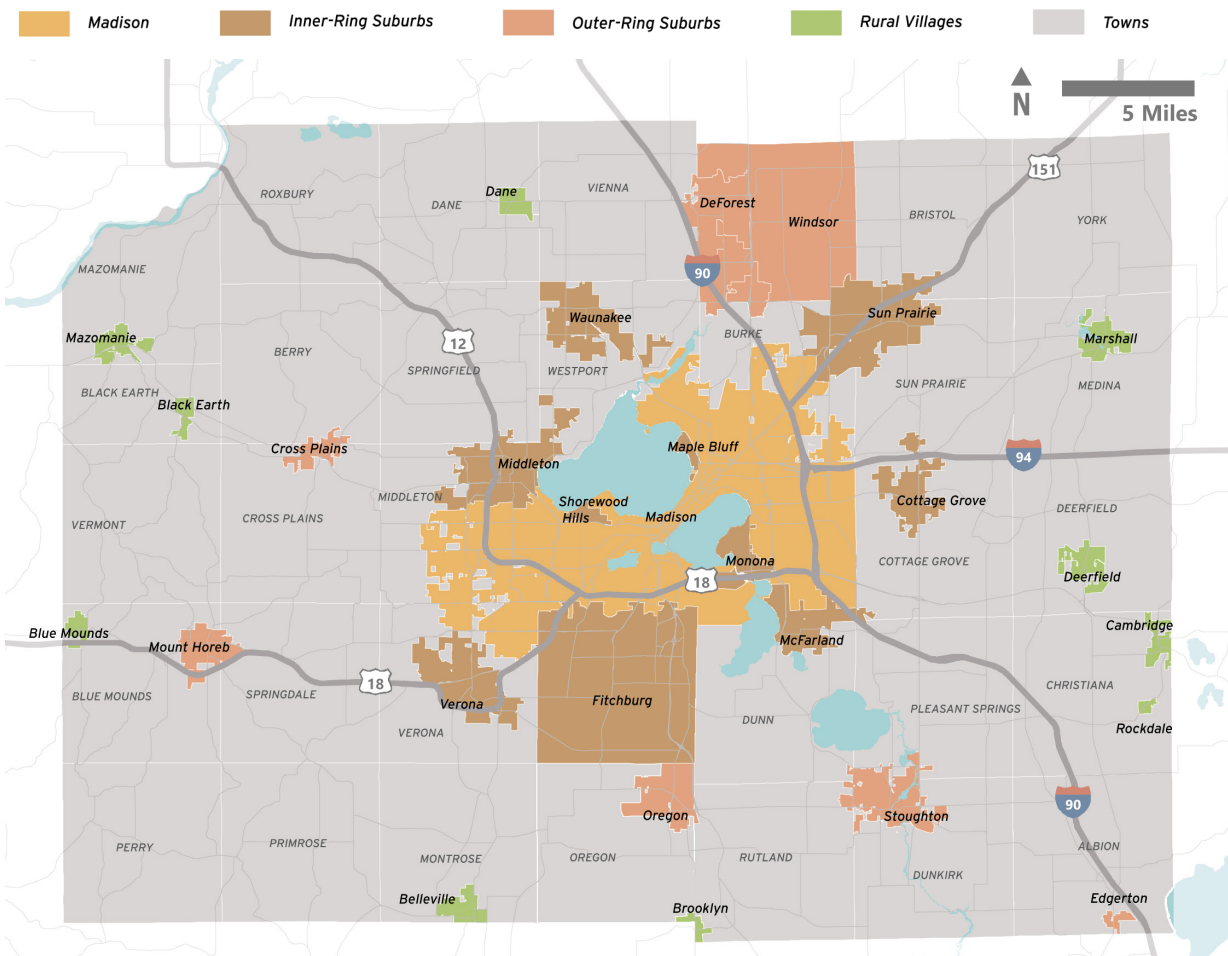 Madison
Inner-Ring Suburbs
Outer-Ring Suburbs
Rural Villages
Towns
N
5 Miles
151
ROXBURY
Dane
DANE
VIENNA
DeForest
Windsor
BRISTOL
YORK
MAZOMANIE
90
Mazomanie
Waunakee
Sun Prairie
BURKE
Marshall
12
BERRY
SPRINGFIELD
WESTPORT
SUN PRAIRIE
MEDINA
BLACK EARTH
Black Earth
Cross Plains
Maple Bluff
94
Middleton
MIDDLETON
Shorewood
Hills
Madison
Cottage Grove
DEERFIELD
VERMONT
CROSS PLAINS
Monona
COTTAGE GROVE
Deerfield
18
Blue Mounds
Mount Horeb
McFarland
Cambridge
BLUE MOUNDS
SPRINGDALE
18
Verona
Fitchburg
CHRISTIANA
PLEASANT SPRINGS
VERONA
DUNN
Rockdale
90
Oregon
Stoughton
PERRY
PRIMROSE
MONTROSE
OREGON
RUTLAND
DUNKIRK
ALBION
Belleville
Brooklyn
Edgerton